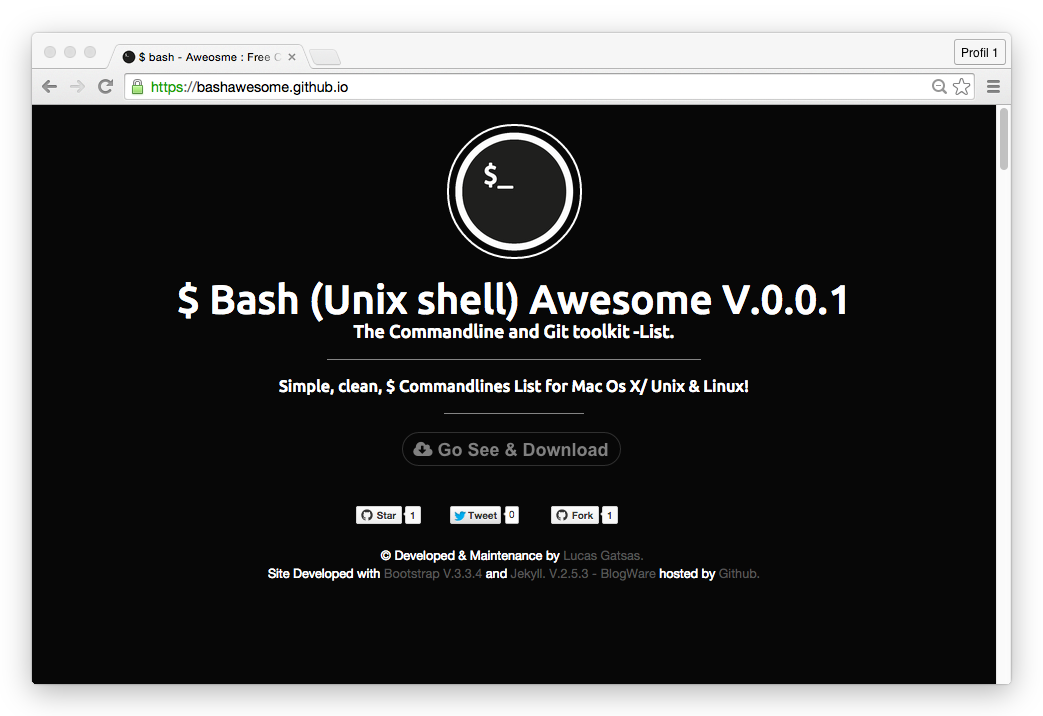 $ bash - Aweosme : Free C
Profil 1
https://bashawesome.github.io
$_
$ Bash (Unix shell) Awesome V.0.0.1
The Commandline and Git toolkit -List.
Simple, clean, $ Commandlines List for Mac Os X/ Unix & Linux!
Go See & Download
Star 1 Tweet 0 Fork 1
© Developed & Maintenance by Lucas Gatsas.
Site Developed with Bootstrap V.3.3.4 and Jekyll. V.2.5.3 - BlogWare hosted by Github.